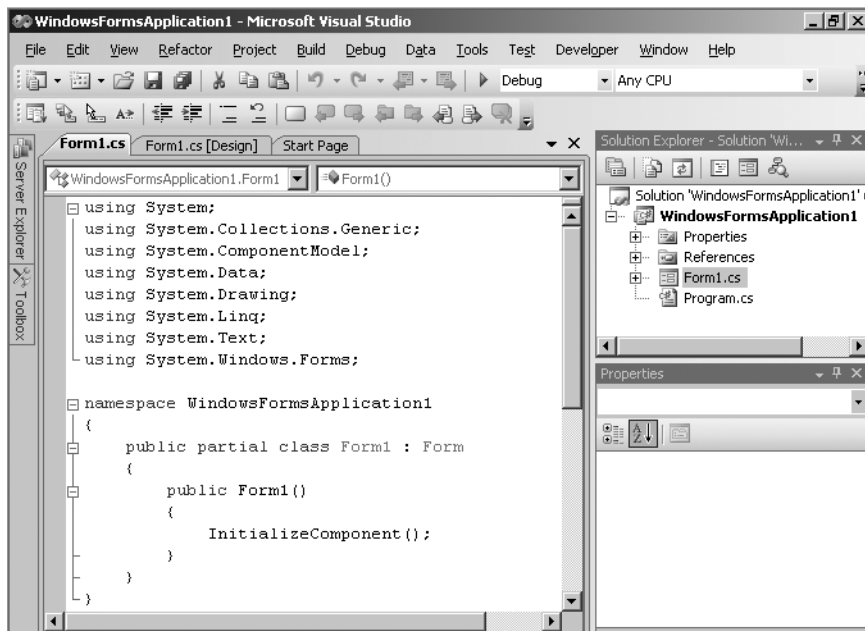 WindowsFormsApplication1 - Microsoft Visual Studio
File Edit View Refactor Project Build Debug Data Tools Test Developer Window Help
Debug Any CPU
Form1.cs Form1.cs [Design] Start Page
WindowsFormsApplication1.Form1 Form1()
using System;
using System.Collections.Generic;
using System.ComponentModel;
using System.Data;
using System.Drawing;
using System.Linq;
using System.Text;
using System.Windows.Forms;
namespace WindowsFormsApplication1
{
public partial class Form1 : Form
{
public Form1()
{
InitializeComponent();
}
}
}
Server Explorer
Toolbox
Solution Explorer - Solution 'Wi...
Solution 'WindowsFormsApplication1' (
WindowsFormsApplication1
Properties
References
Form1.cs
Program.cs
Properties